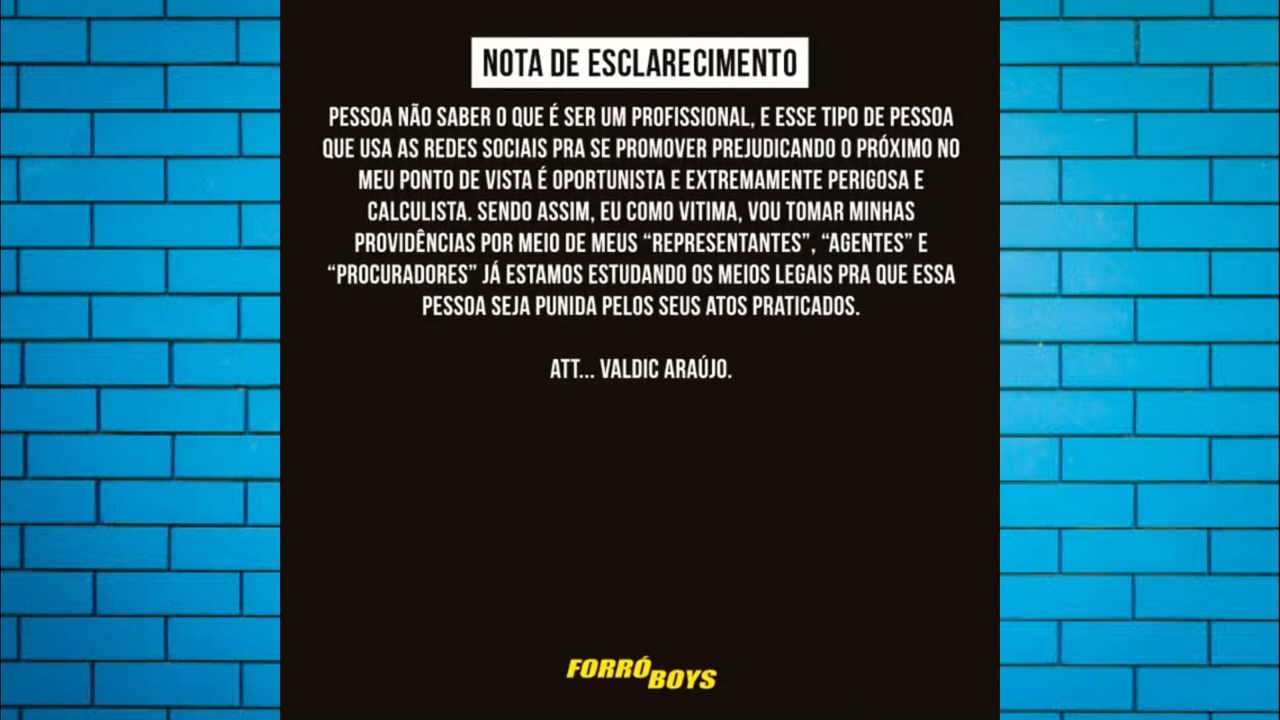 NOTA DE ESCLARECIMENTO
PESSOA NÃO SABER O QUE É SER UM PROFISSIONAL, E ESSE TIPO DE PESSOA
QUE USA AS REDES SOCIAIS PRA SE PROMOVER PREJUDICANDO O PRÓXIMO NO
MEU PONTO DE VISTA É OPORTUNISTA E EXTREMAMENTE PERIGOSA E
CALCULISTA. SENDO ASSIM, EU COMO VITIMA, VOU TOMAR MINHAS
PROVIDÊNCIAS POR MEIO DE MEUS “REPRESENTANTES”, “AGENTES” E
“PROCURADORES” JÁ ESTAMOS ESTUDANDO OS MEIOS LEGAIS PRA QUE ESSA
PESSOA SEJA PUNIDA PELOS SEUS ATOS PRATICADOS.
ATT... VALDIC ARAÚJO.
FORRÓ
BOYS